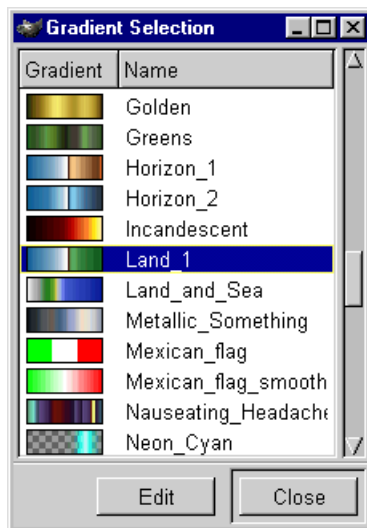 Gradient Selection
Gradient Name
Golden
Greens
Horizon_1
Horizon_2
Incandescent
Land_1
Land_and_Sea
Metallic_Something
Mexican_flag
Mexican_flag_smooth
Nauseating_Headache
Neon_Cyan
Edit Close